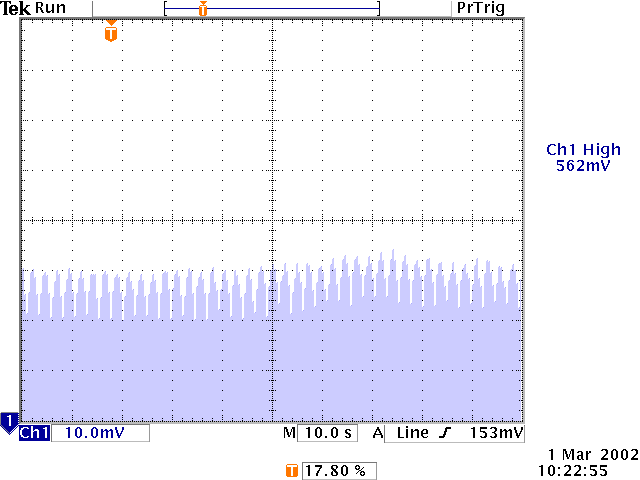 Tek Run PrTrig
T
T
Ch1 High
562mV
1
Ch1 10.0mV M 10.0 s A Line 153mV
T 17.80 %
1 Mar 2002
10:22:55